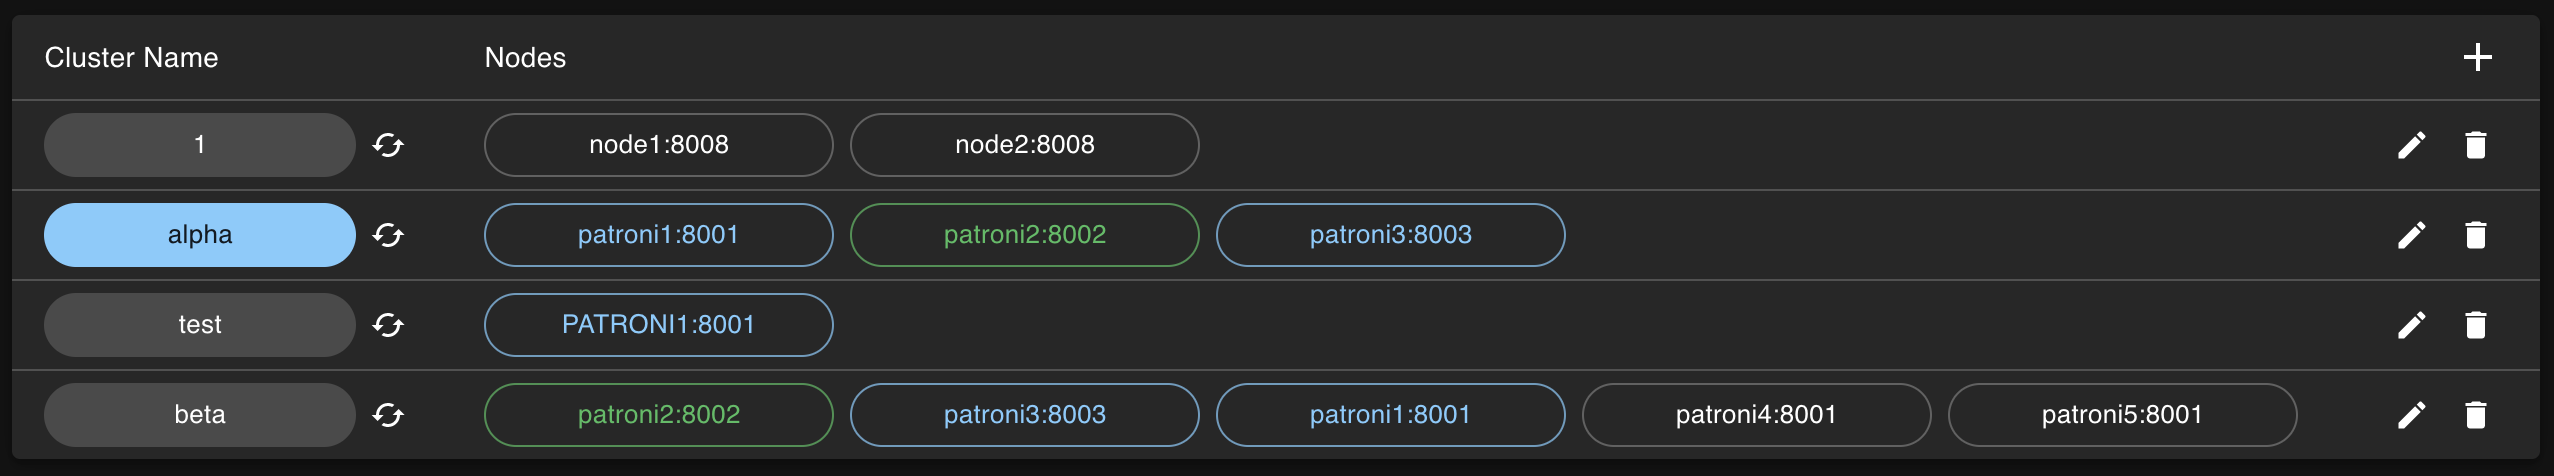 Cluster Name Nodes
1 node1:8008 node2:8008
alpha patroni1:8001 patroni2:8002 patroni3:8003
test PATRONI1:8001
beta patroni2:8002 patroni3:8003 patroni1:8001 patroni4:8001 patroni5:8001